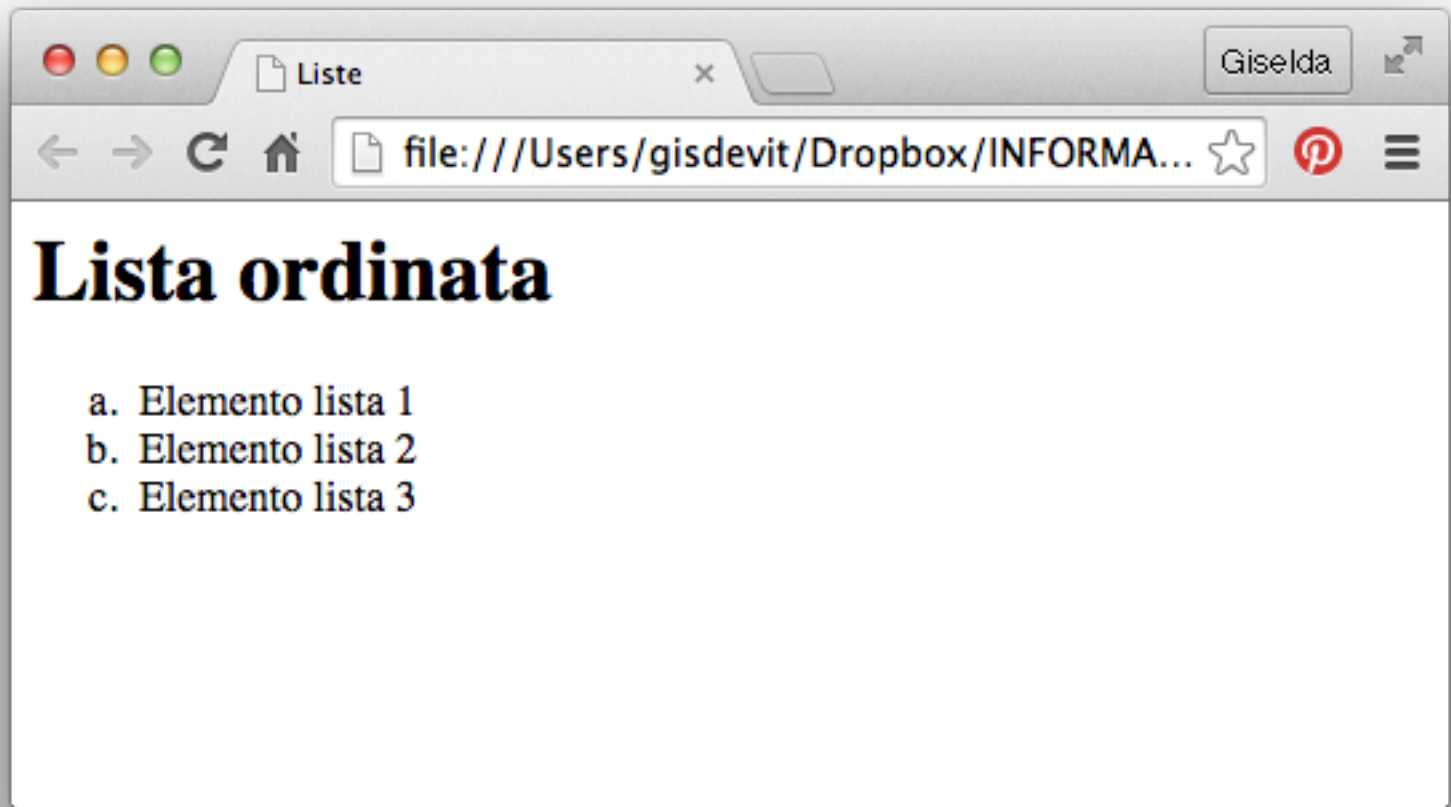 Liste
Giselda
file:///Users/gisdevit/Dropbox/INFORMA...
Lista ordinata
a. Elemento lista 1
b. Elemento lista 2
c. Elemento lista 3